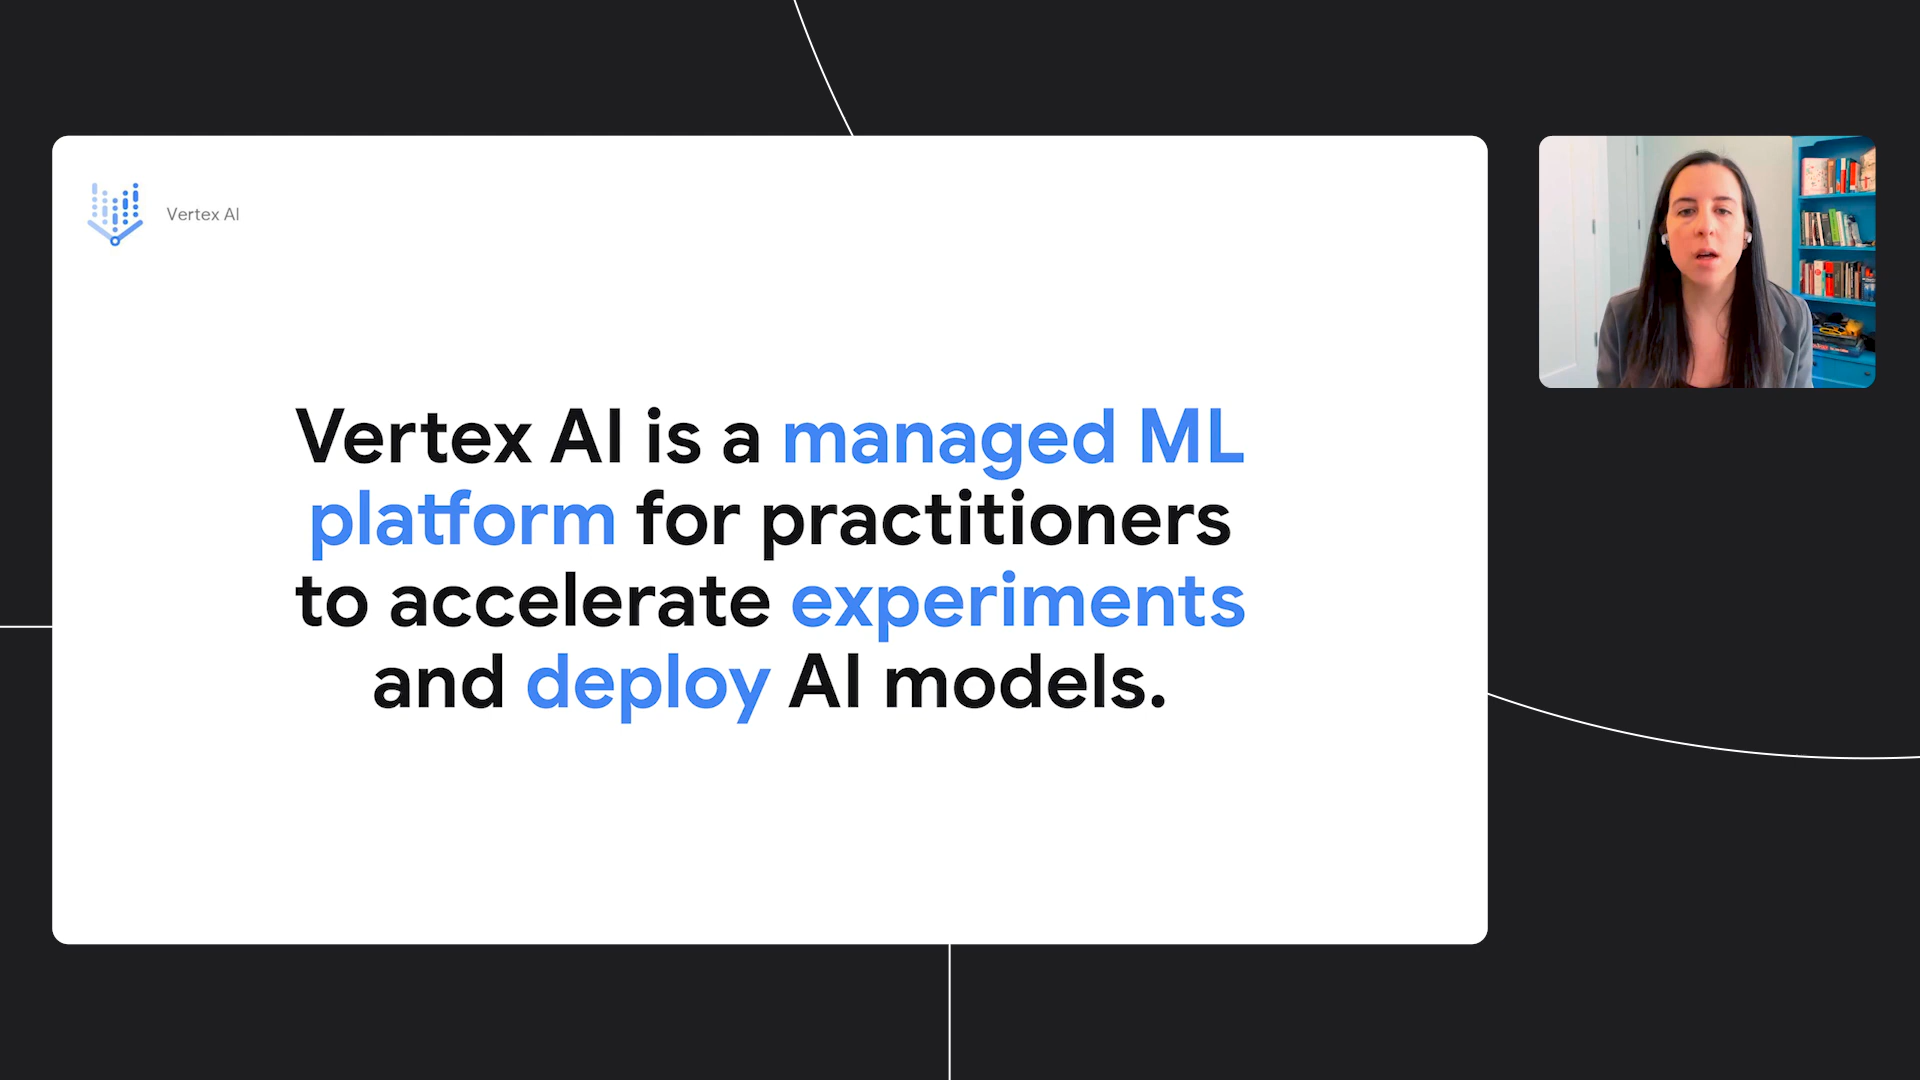 Vertex AI
Vertex AI is a managed ML
platform for practitioners
to accelerate experiments
and deploy AI models.